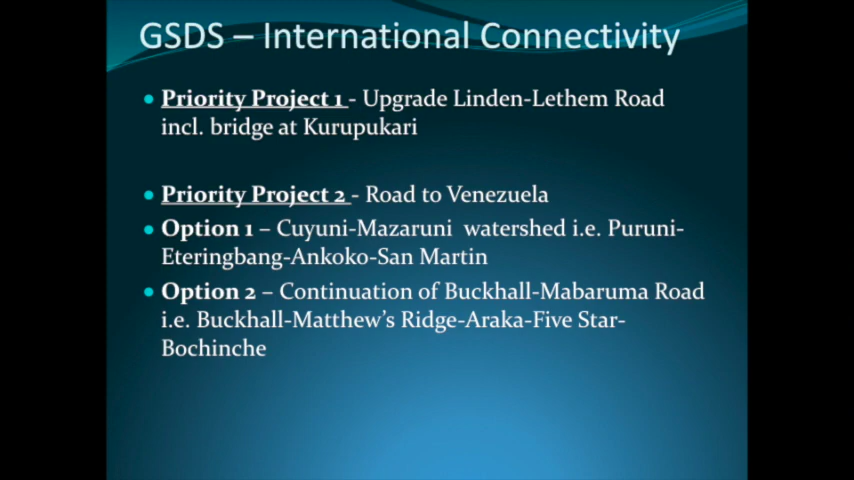 GSDS – International Connectivity
• Priority Project 1 - Upgrade Linden-Lethem Road
incl. bridge at Kurupukari
• Priority Project 2 - Road to Venezuela
• Option 1 – Cuyuni-Mazaruni watershed i.e. Puruni-
Eteringbang-Ankoko-San Martin
• Option 2 – Continuation of Buckhall-Mabaruma Road
i.e. Buckhall-Matthew's Ridge-Araka-Five Star-
Bochinche